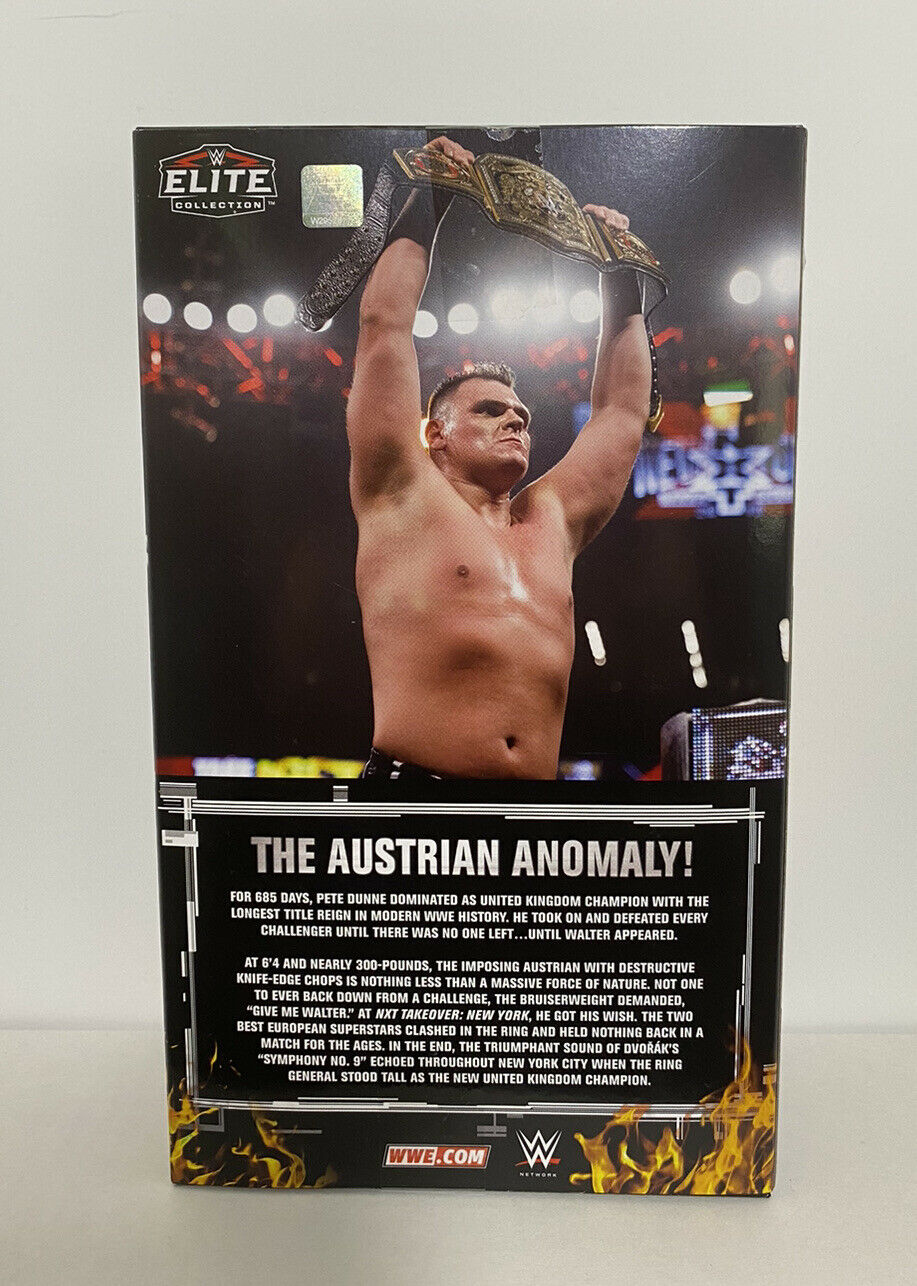 W
ELITE
COLLECTION™
THE AUSTRIAN ANOMALY!
FOR 685 DAYS, PETE DUNNE DOMINATED AS UNITED KINGDOM CHAMPION WITH THE
LONGEST TITLE REIGN IN MODERN WWE HISTORY. HE TOOK ON AND DEFEATED EVERY
CHALLENGER UNTIL THERE WAS NO ONE LEFT...UNTIL WALTER APPEARED.
AT 6'4 AND NEARLY 300-POUNDS, THE IMPOSING AUSTRIAN WITH DESTRUCTIVE
KNIFE-EDGE CHOPS IS NOTHING LESS THAN A MASSIVE FORCE OF NATURE. NOT ONE
TO EVER BACK DOWN FROM A CHALLENGE, THE BRUISERWEIGHT DEMANDED,
"GIVE ME WALTER." AT NXT TAKEOVER: NEW YORK, HE GOT HIS WISH. THE TWO
BEST EUROPEAN SUPERSTARS CLASHED IN THE RING AND HELD NOTHING BACK IN A
MATCH FOR THE AGES. IN THE END, THE TRIUMPHANT SOUND OF DVOŘÁK'S
"SYMPHONY NO. 9" ECHOED THROUGHOUT NEW YORK CITY WHEN THE RING
GENERAL STOOD TALL AS THE NEW UNITED KINGDOM CHAMPION.
WWE.COM
W
NETWORK